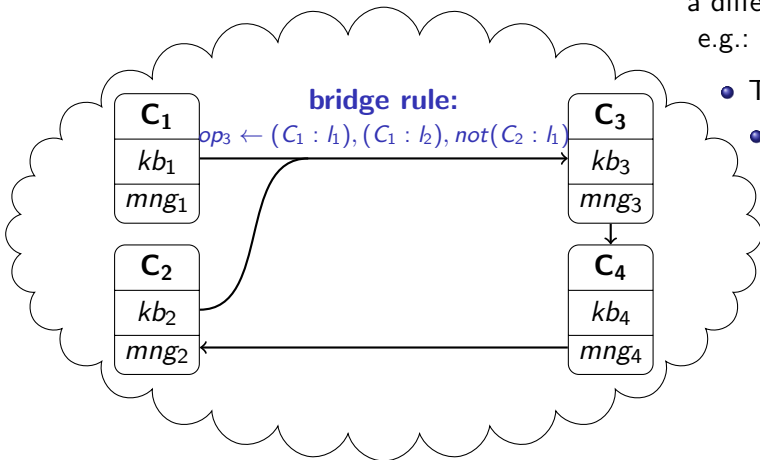 a diffe
e.g.:
T
bridge rule:
op₃ ← (C₁ : l₁), (C₁ : l₂), not(C₂ : l₁)
C₁
kb₁
mng₁
C₃
kb₃
mng₃
C₂
kb₂
mng₂
C₄
kb₄
mng₄